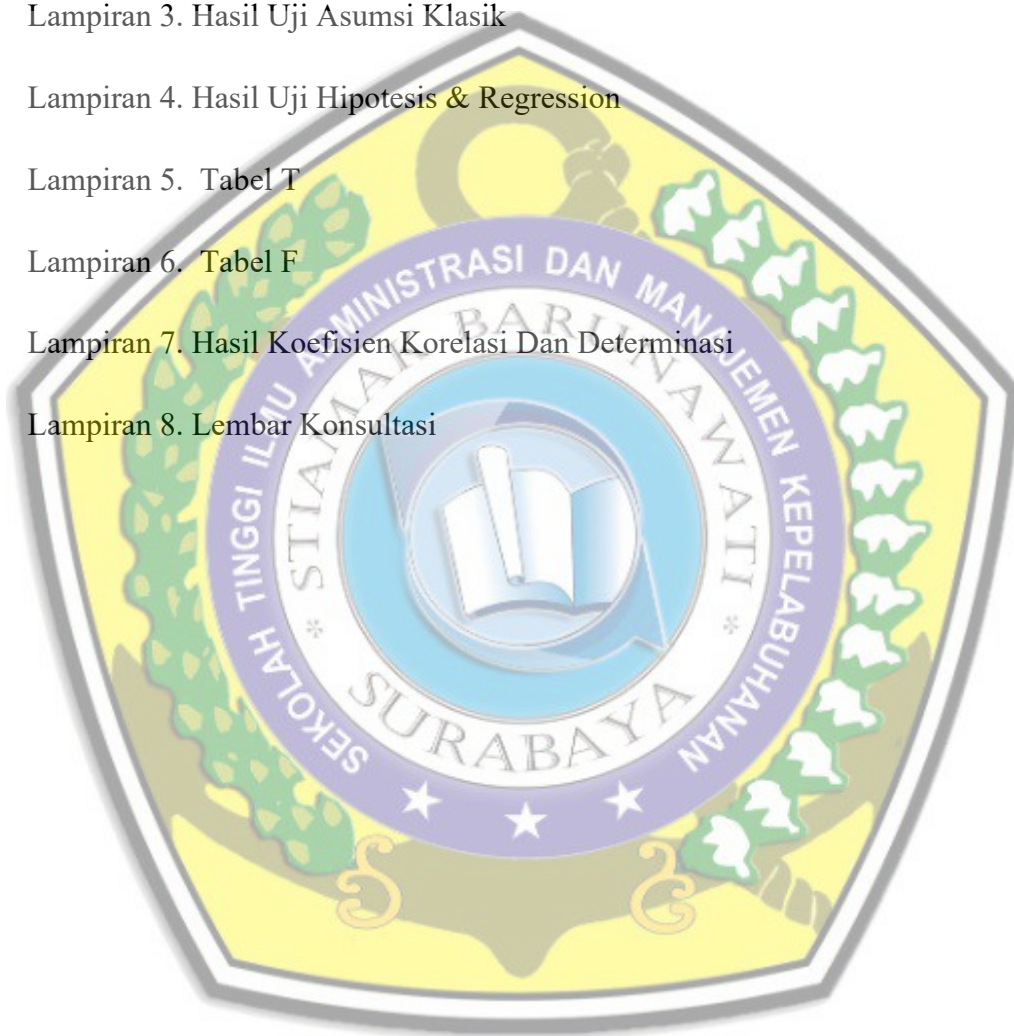 Lampiran 3. Hasil Uji Asumsi Klasik
Lampiran 4. Hasil Uji Hipotesis & Regression
Lampiran 5. Tabel T
Lampiran 6. Tabel F
Lampiran 7. Hasil Koefisien Korelasi Dan Determinasi
Lampiran 8. Lembar Konsultasi
SEKOLAH TINGGI ILMU ADMINISTRASI DAN MANAJEMEN KEPELABUHANAN
* STIAMAK BARUNAWATI *
SURABAYA